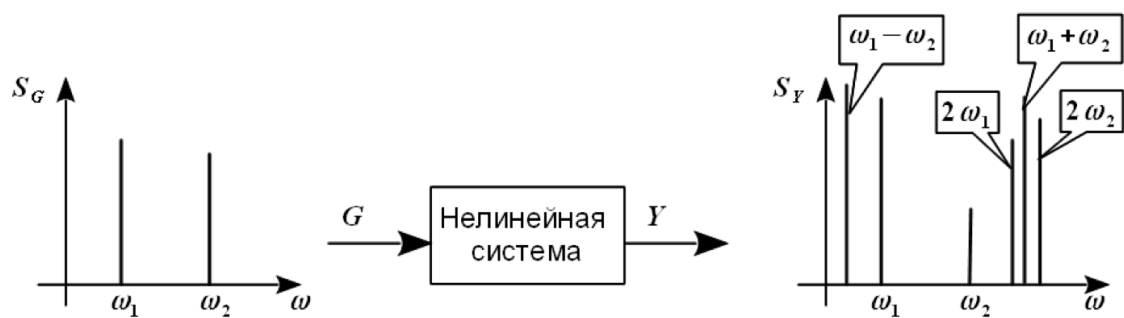 S_G
ω₁
ω₂
ω
G
Нелинейная
система
Y
ω₁ − ω₂
ω₁ + ω₂
S_Y
2 ω₁
2 ω₂
ω₁
ω₂
ω